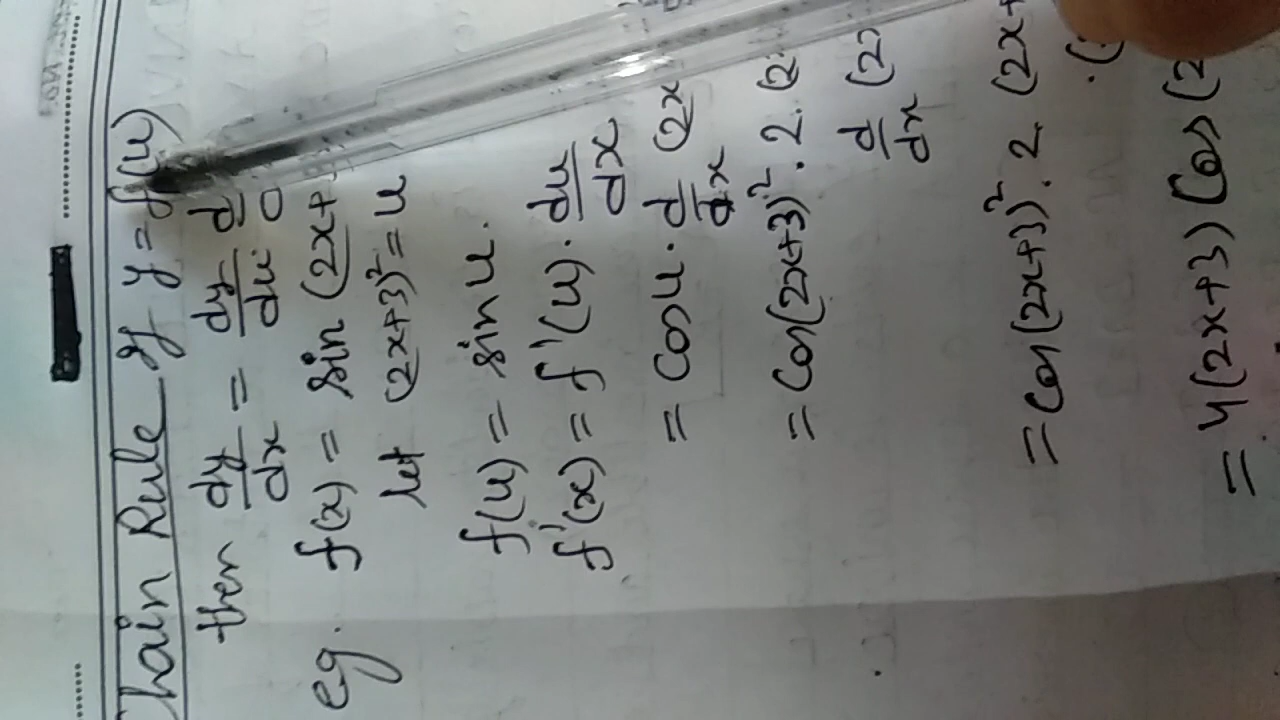 Chain Rule If y = f(u)
then dy/dx = dy/du · d
eg. f(x) = sin (2x+
let (2x+3)² = u
f(u) = sin u.
f'(x) = f'(u) · du/dx
= cos u · d/dx (2x
= cos(2x+3)² . 2 . (2
d/dx (2x
= cos (2x+3)² . 2 (2x+
. (
= 4(2x+3) Cos (2